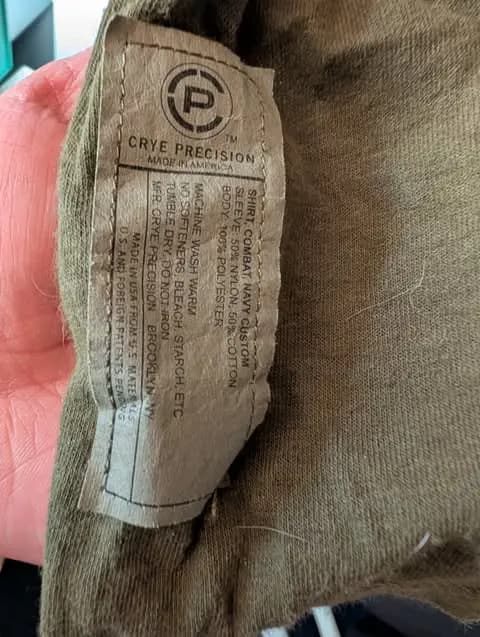 P
TM
CRYE PRECISION
MADE IN AMERICA
SHIRT, COMBAT, NAVY CUSTOM
SLEEVE: 50% NYLON, 50% COTTON
BODY: 100% POLYESTER
MACHINE WASH WARM
NO SOFTENERS, BLEACH, STARCH, ETC
TUMBLE DRY, DO NOT IRON
MFR. CRYE PRECISION BROOKLYN, NY
MADE IN USA FROM U.S. MATERIALS
U.S. AND FOREIGN PATENTS PENDING